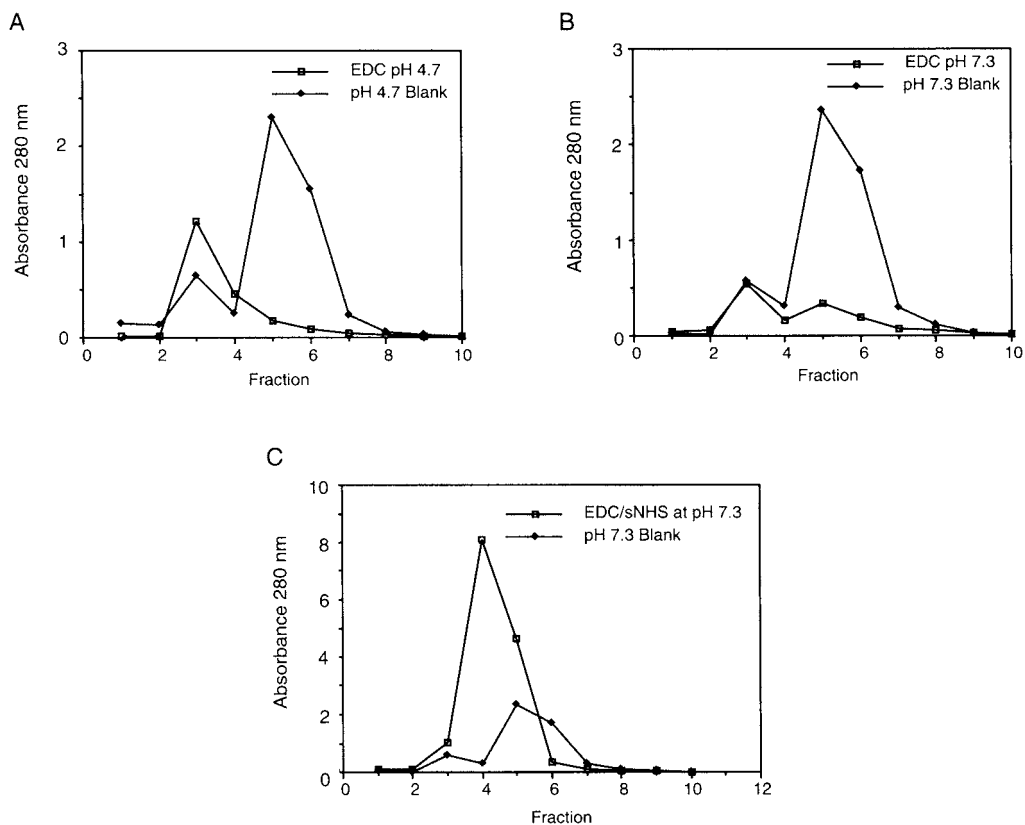 A
3
2
1
0
Absorbance 280 nm
EDC pH 4.7
pH 4.7 Blank
0 2 4 6 8 10
Fraction
B
3
2
1
0
Absorbance 280 nm
EDC pH 7.3
pH 7.3 Blank
0 2 4 6 8 10
Fraction
C
10
8
6
4
2
0
Absorbance 280 nm
EDC/sNHS at pH 7.3
pH 7.3 Blank
0 2 4 6 8 10 12
Fraction